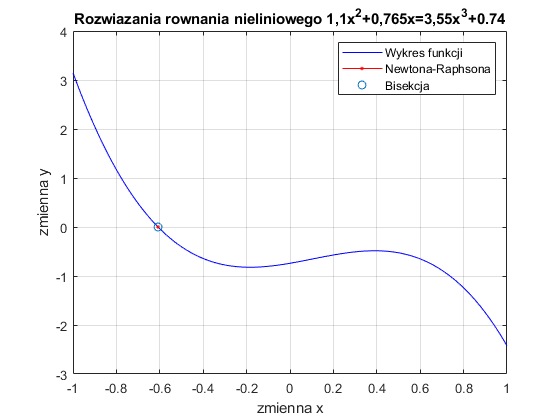 Rozwiazania rownania nieliniowego 1,1x²+0,765x=3,55x³+0.74
Wykres funkcji
Newtona-Raphsona
Bisekcja
4
3
2
1
0
-1
-2
-3
zmienna y
-1 -0.8 -0.6 -0.4 -0.2 0 0.2 0.4 0.6 0.8 1
zmienna x